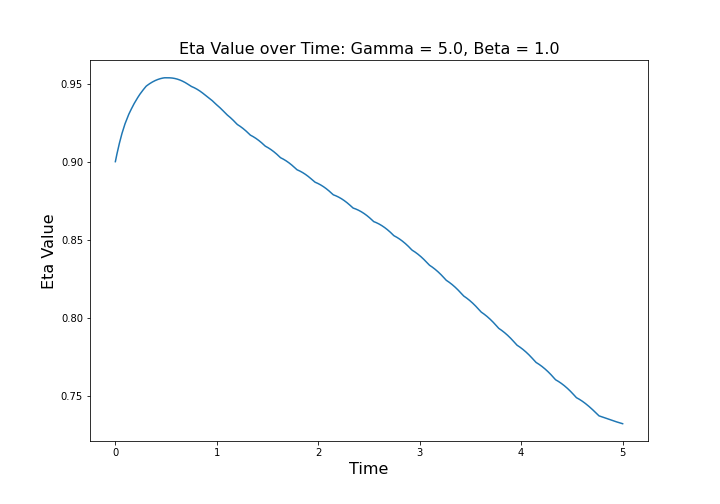 Eta Value over Time: Gamma = 5.0, Beta = 1.0
0.95
0.90
0.85
0.80
0.75
Eta Value
0 1 2 3 4 5
Time